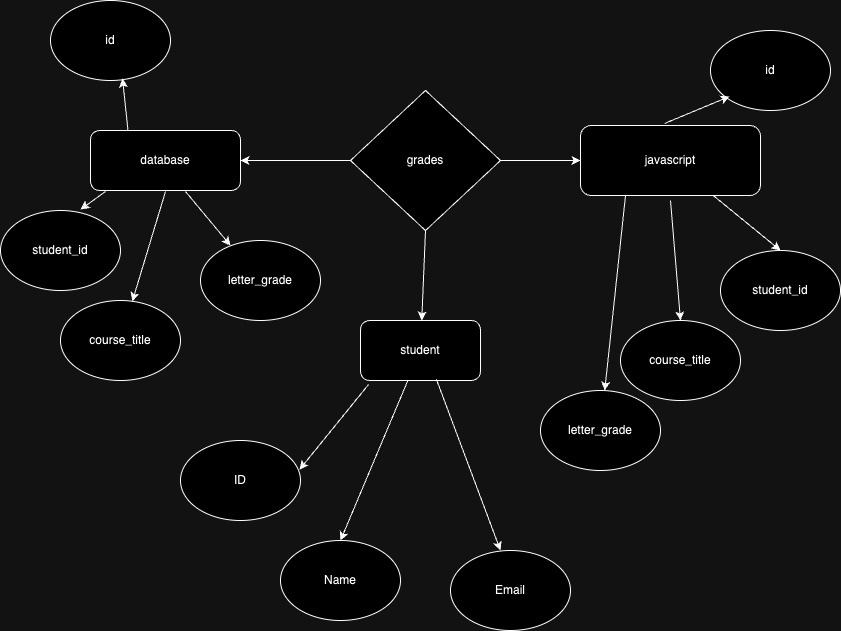 id
id
database
grades
javascript
student_id
letter_grade
student_id
course_title
student
course_title
letter_grade
ID
Name
Email